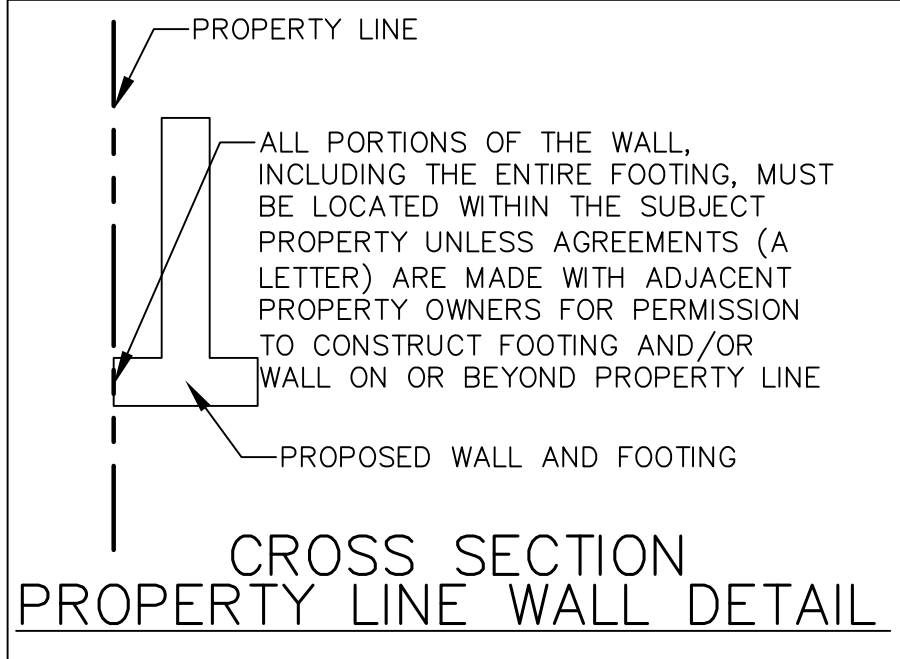 PROPERTY LINE
ALL PORTIONS OF THE WALL,
INCLUDING THE ENTIRE FOOTING, MUST
BE LOCATED WITHIN THE SUBJECT
PROPERTY UNLESS AGREEMENTS (A
LETTER) ARE MADE WITH ADJACENT
PROPERTY OWNERS FOR PERMISSION
TO CONSTRUCT FOOTING AND/OR
WALL ON OR BEYOND PROPERTY LINE
PROPOSED WALL AND FOOTING
CROSS SECTION
PROPERTY LINE WALL DETAIL